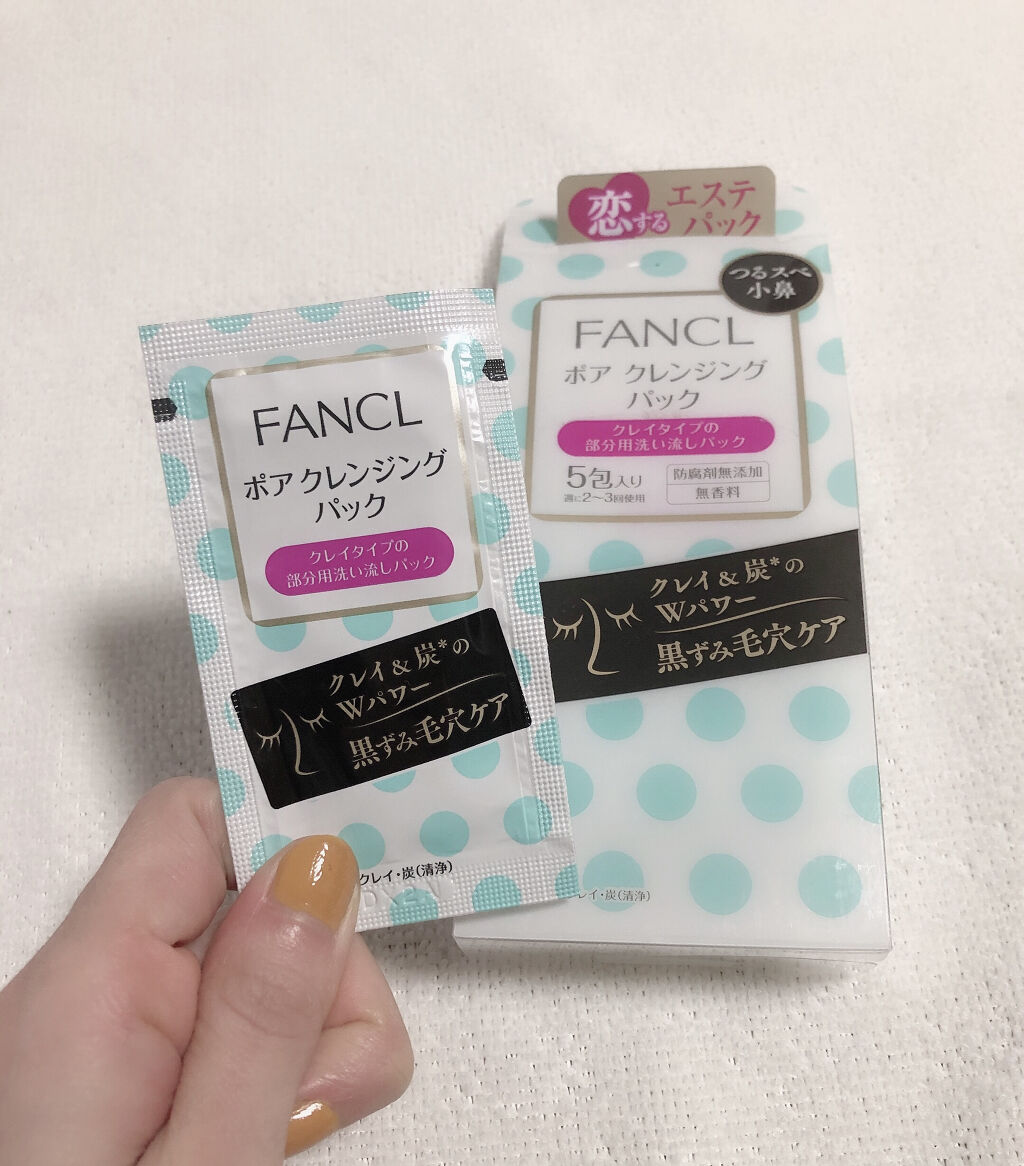 FANCL
ポア クレンジング
パック
クレイタイプの
部分用洗い流しパック
クレイ&炭*の
Wパワー
黒ずみ毛穴ケア
クレイ・炭(清浄)
恋する
エステ
パック
つるスベ
小鼻
FANCL
ポア クレンジング
パック
クレイタイプの
部分用洗い流しパック
5包入り
週に2〜3回使用
防腐剤無添加
無香料
クレイ&炭*の
Wパワー
黒ずみ毛穴ケア
レイ・炭(清浄)